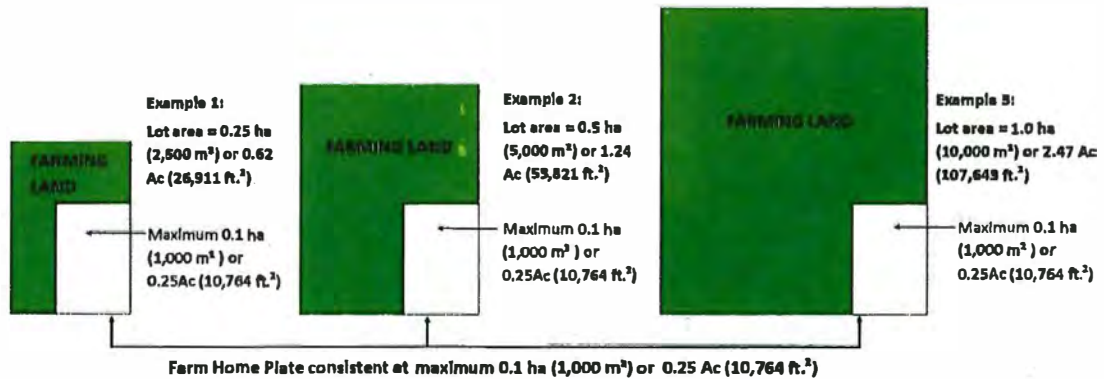 Example 1:
Lot area = 0.25 ha
(2,500 m²) or 0.62
Ac (26,911 ft.²)
FARMING
LAND
Maximum 0.1 ha
(1,000 m² ) or
0.25Ac (10,764 ft.²)
Example 2:
Lot area = 0.5 ha
(5,000 m²) or 1.24
Ac (53,821 ft.²)
FARMING LAND
Maximum 0.1 ha
(1,000 m² ) or
0.25Ac (10,764 ft.²)
Example 3:
Lot area = 1.0 ha
(10,000 m²) or 2.47 Ac
(107,643 ft.²)
FARMING LAND
Maximum 0.1 ha
(1,000 m² ) or
0.25Ac (10,764 ft.²)
Farm Home Plate consistent at maximum 0.1 ha (1,000 m²) or 0.25 Ac (10,764 ft.²)